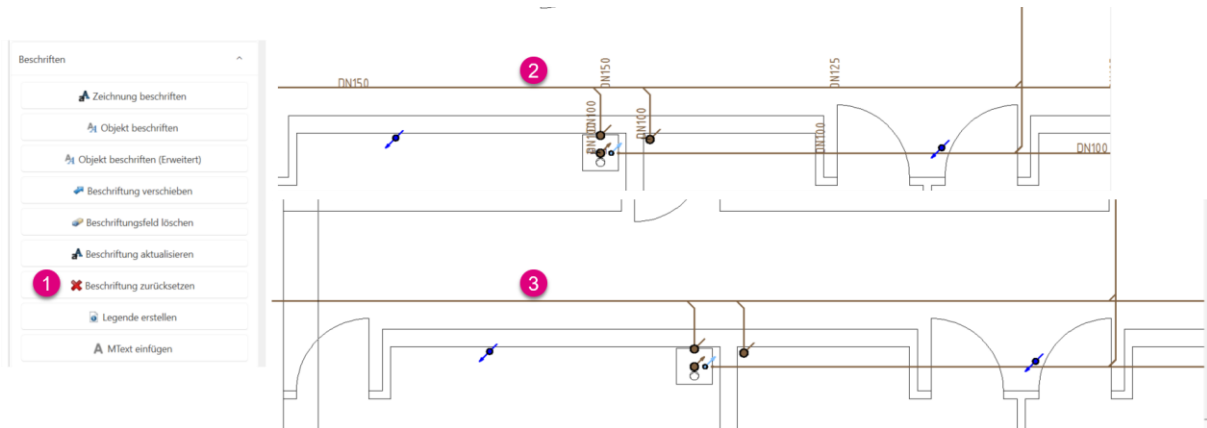 Beschriften
Zeichnung beschriften
Objekt beschriften
Objekt beschriften (Erweitert)
Beschriftung verschieben
Beschriftungsfeld löschen
Beschriftung aktualisieren
1
Beschriftung zurücksetzen
Legende erstellen
MText einfügen
2
DN150
DN150
DN125
DN100
DN100
DN100
DN100
DN100
3